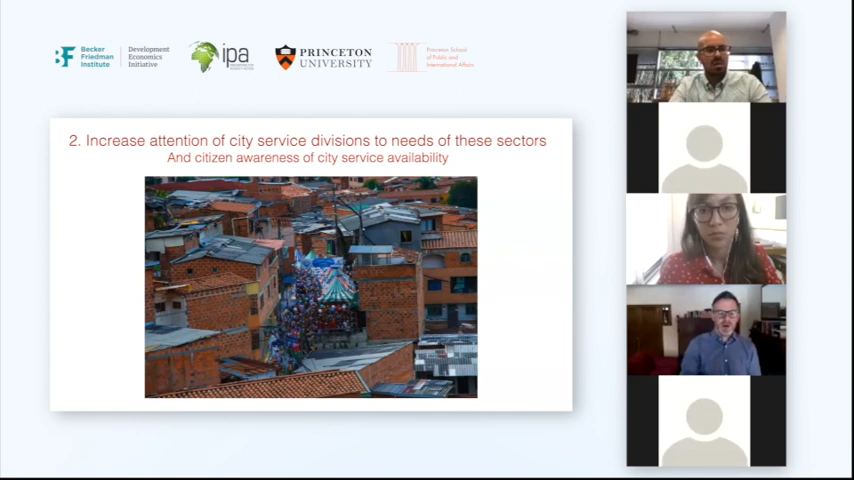 Becker
Friedman
Institute
Development
Economics
Initiative
ipa
PRINCETON
UNIVERSITY
Princeton School
of Public and
International Affairs
2. Increase attention of city service divisions to needs of these sectors
And citizen awareness of city service availability